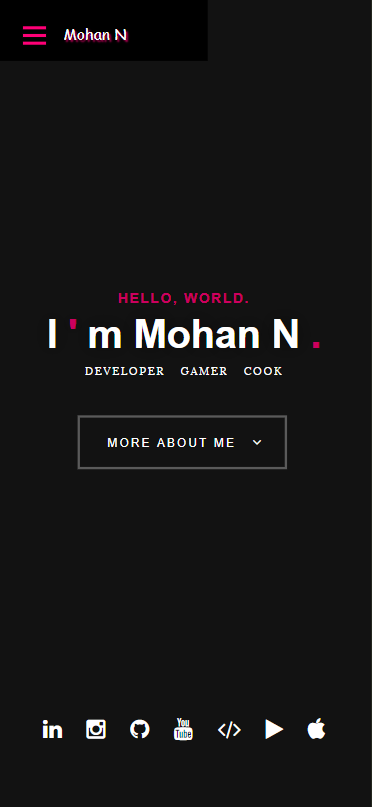 Mohan N
HELLO, WORLD.
I ' m Mohan N .
DEVELOPER GAMER COOK
MORE ABOUT ME
in You Tube </>